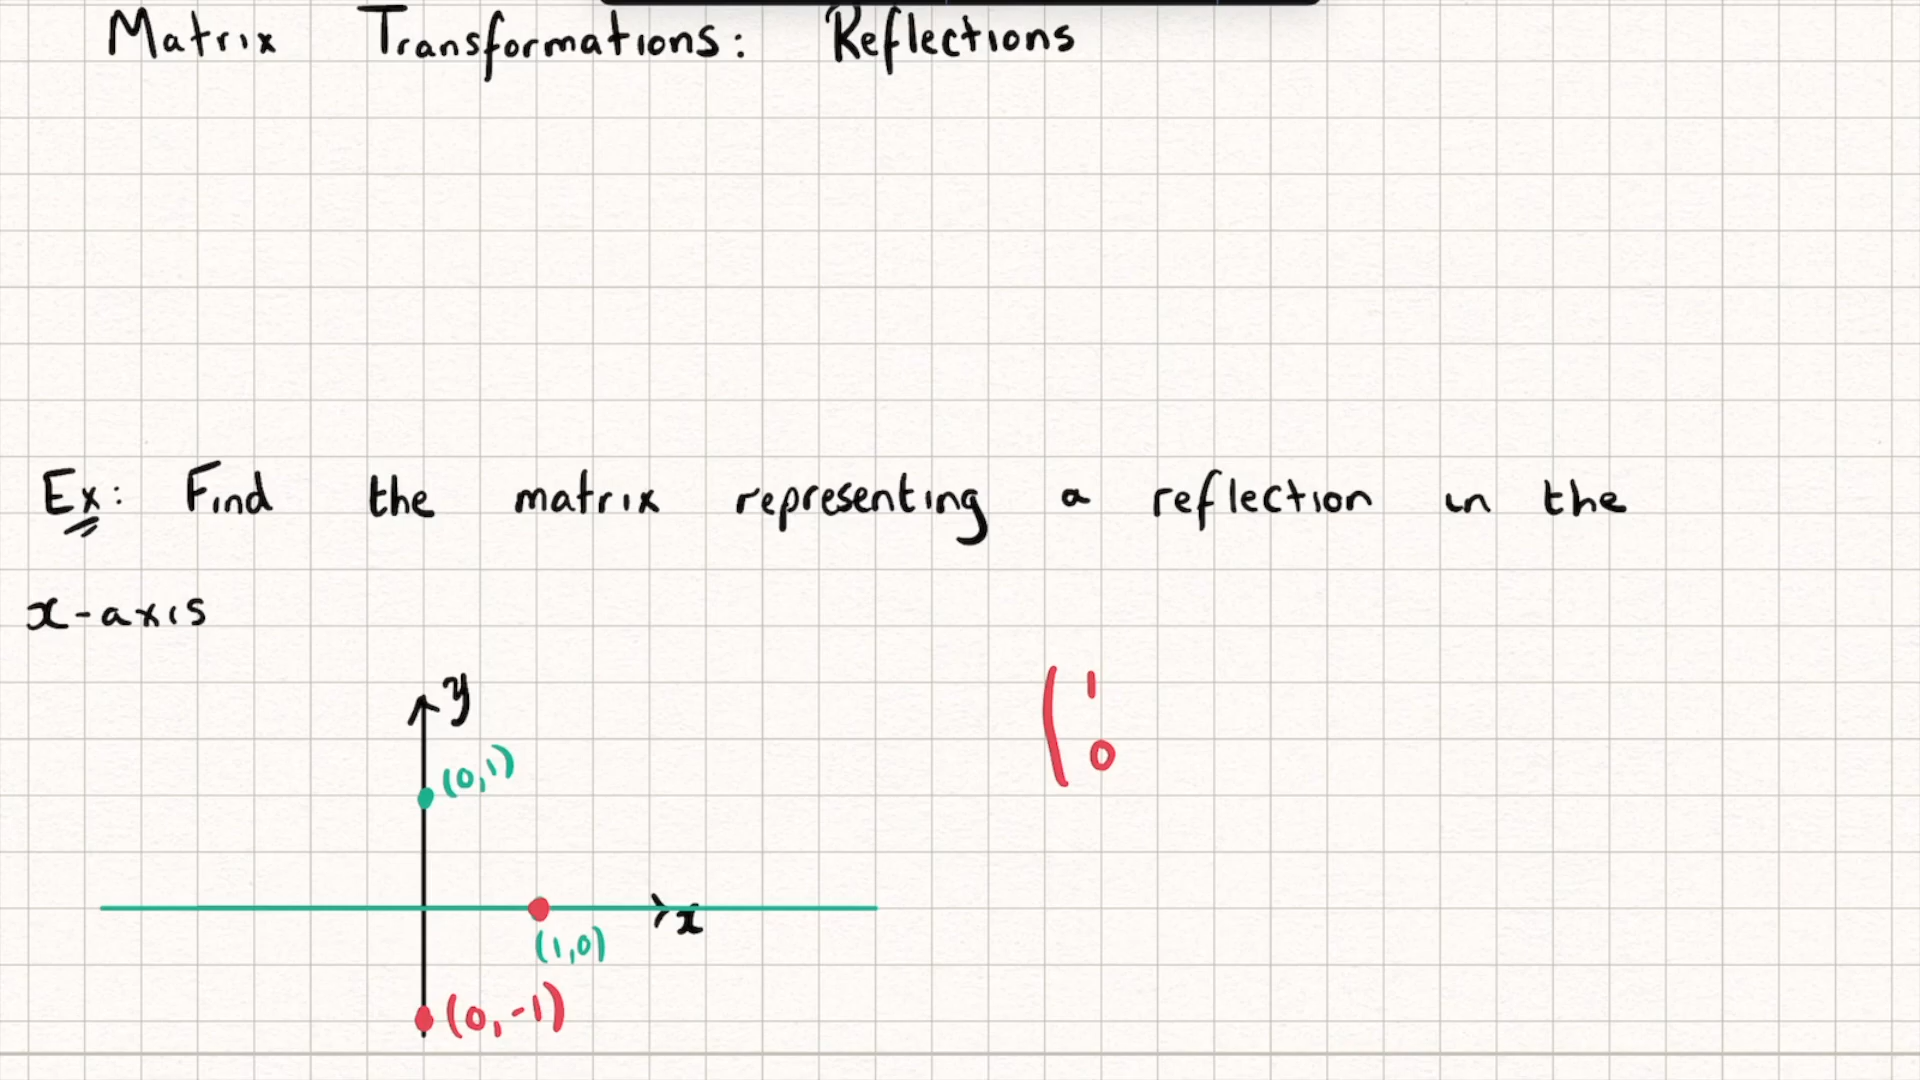 Matrix Transformations: Reflections
Ex: Find the matrix representing a reflection in the
x-axis
y
(0,1)
x
(1,0)
(0,-1)
( 1
0